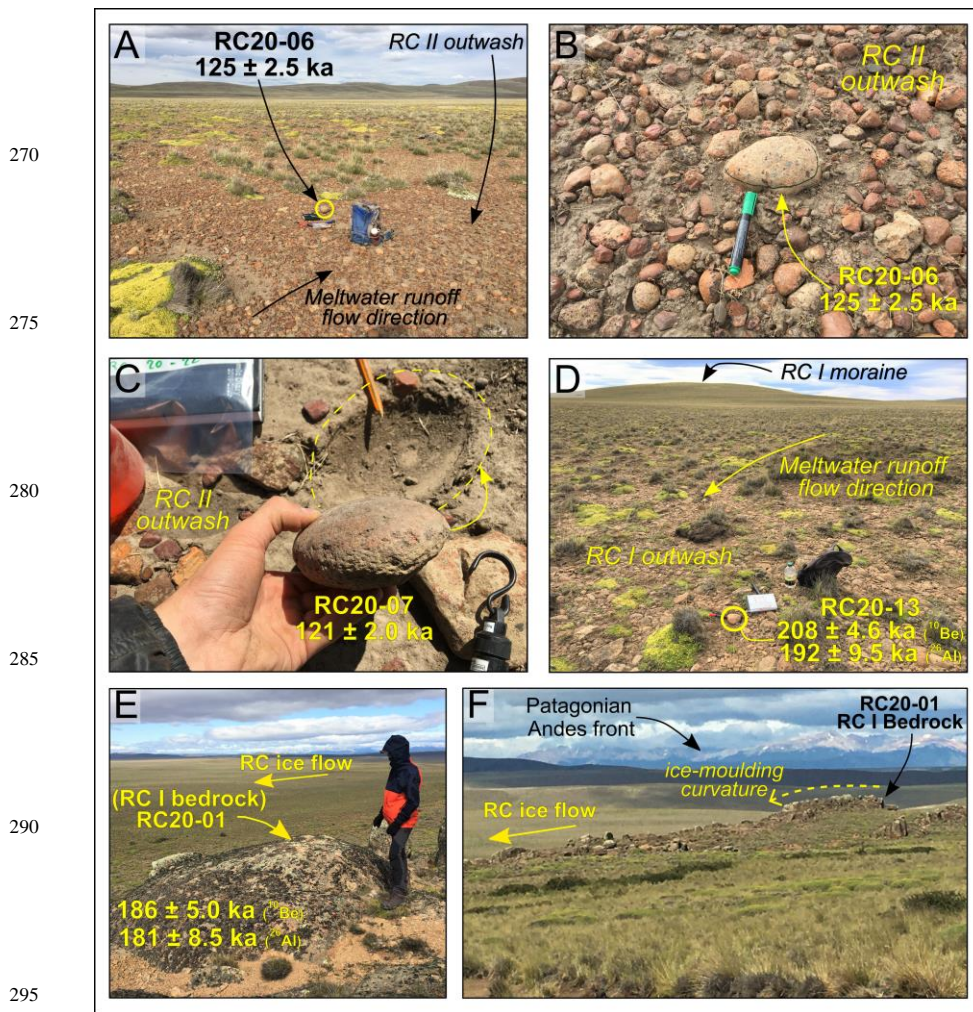 A
RC20-06
125 ± 2.5 ka
RC II outwash
Meltwater runoff
flow direction
B
RC II
outwash
RC20-06
125 ± 2.5 ka
270
275
C
20 - 22
RC II
outwash
RC20-07
121 ± 2.0 ka
D
RC I moraine
Meltwater runoff
flow direction
RC I outwash
RC20-13
208 ± 4.6 ka (¹⁰Be)
192 ± 9.5 ka (²⁶Al)
280
285
E
RC ice flow
(RC I bedrock)
RC20-01
186 ± 5.0 ka (¹⁰Be)
181 ± 8.5 ka (²⁶Al)
F
Patagonian
Andes front
RC20-01
RC I Bedrock
ice-moulding
curvature
RC ice flow
290
295